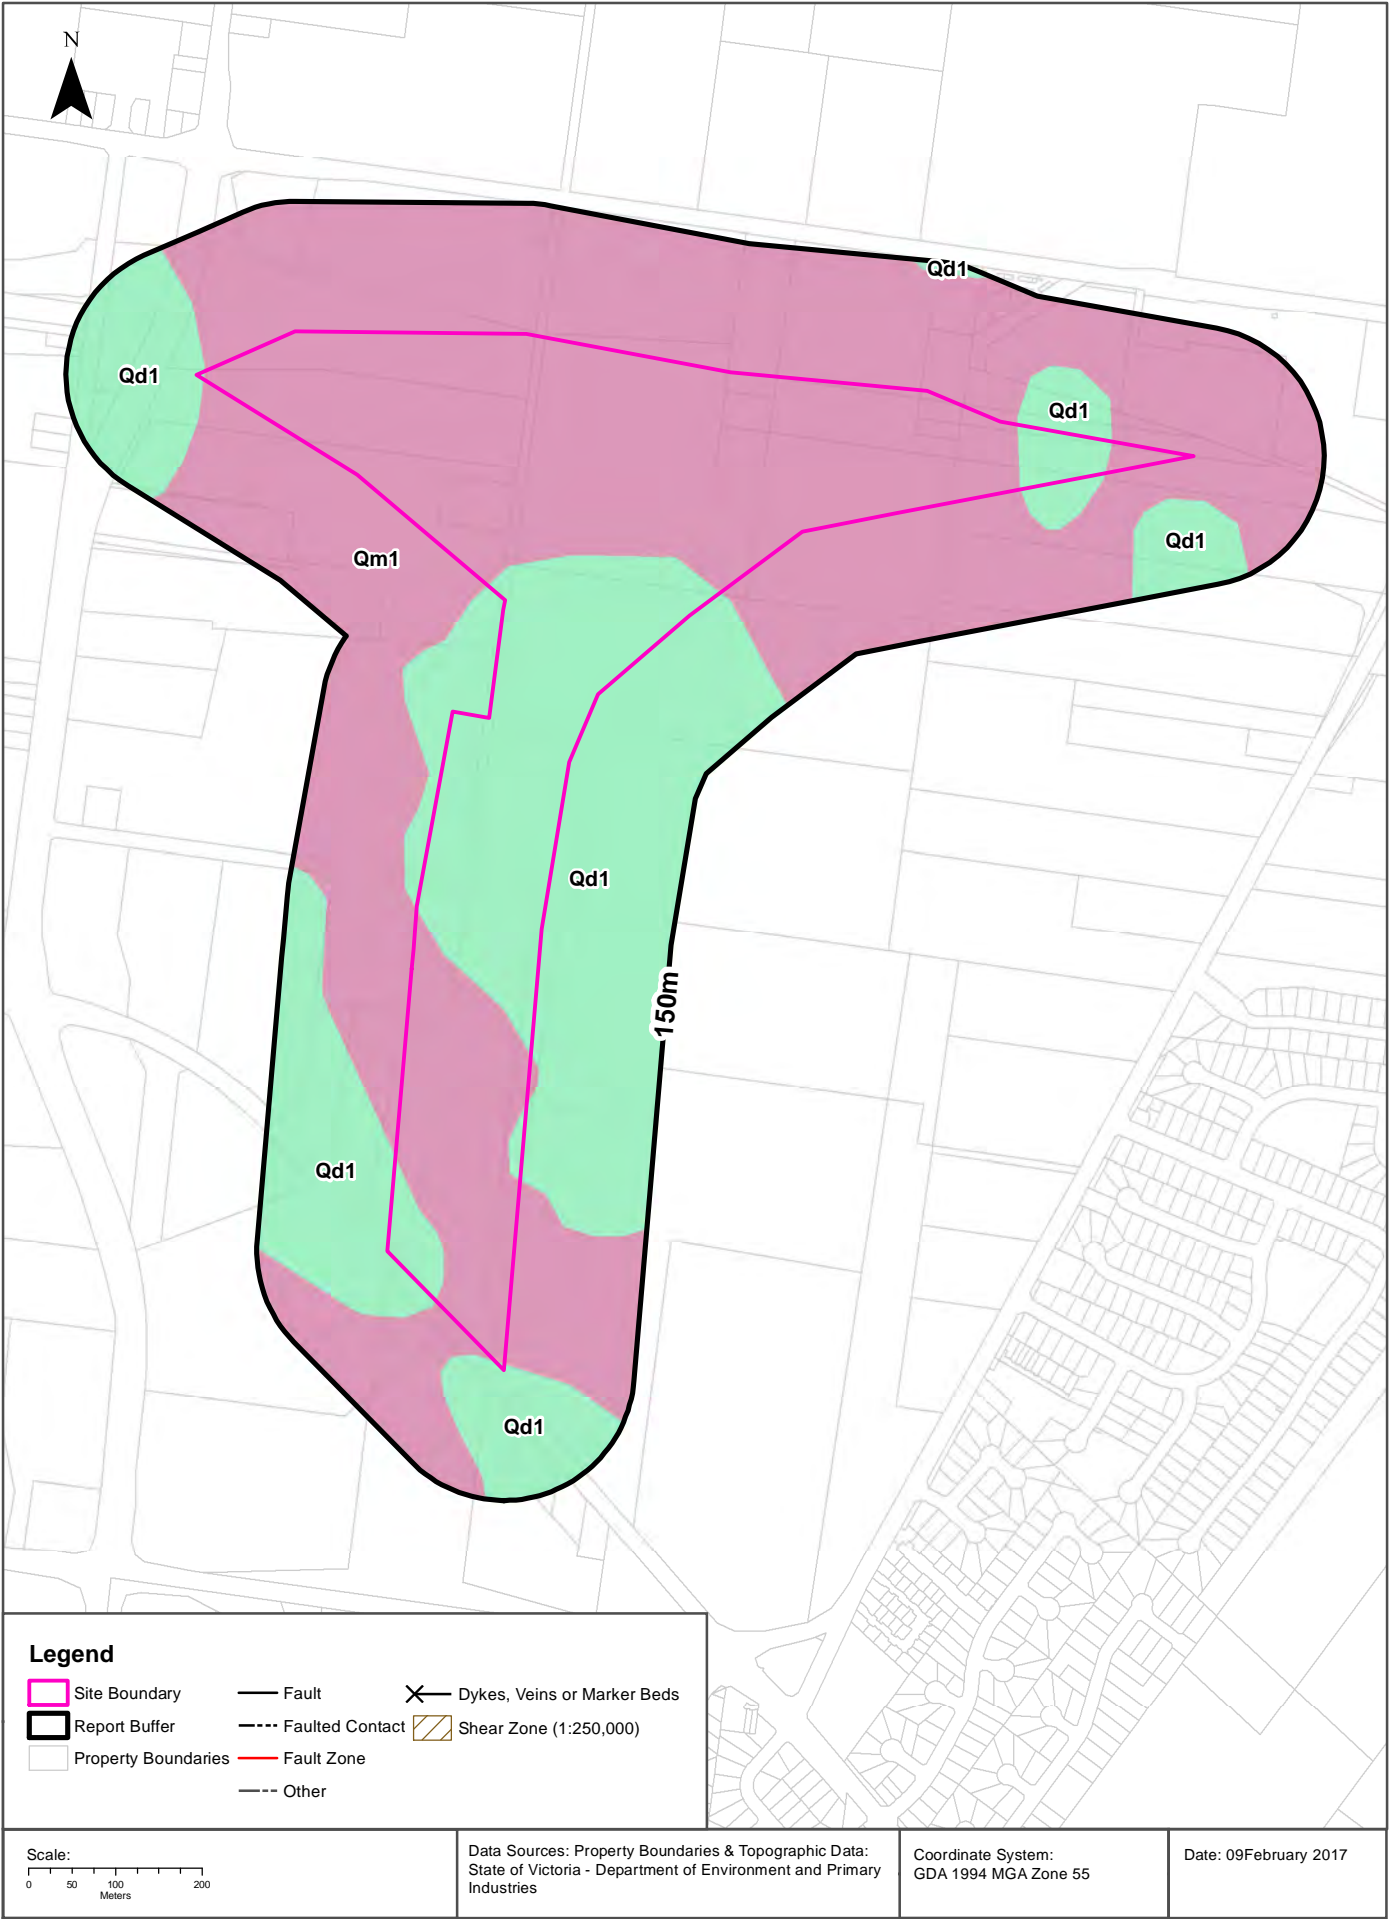 N
Qd1
Qd1
Qd1
Qd1
Qm1
Qd1
150m
Qd1
Qd1
Legend
Site Boundary
Report Buffer
Property Boundaries
Fault
Faulted Contact
Fault Zone
Other
Dykes, Veins or Marker Beds
Shear Zone (1:250,000)
Scale:
0 50 100 200
Meters
Data Sources: Property Boundaries & Topographic Data:
State of Victoria - Department of Environment and Primary
Industries
Coordinate System:
GDA 1994 MGA Zone 55
Date: 09February 2017